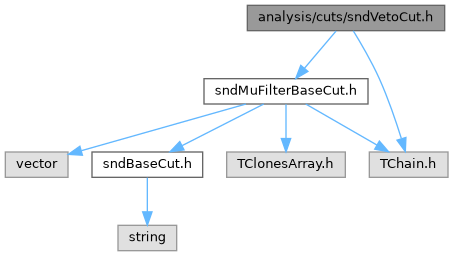 analysis/cuts/sndVetoCut.h
sndMuFilterBaseCut.h
vector
sndBaseCut.h
TClonesArray.h
TChain.h
string